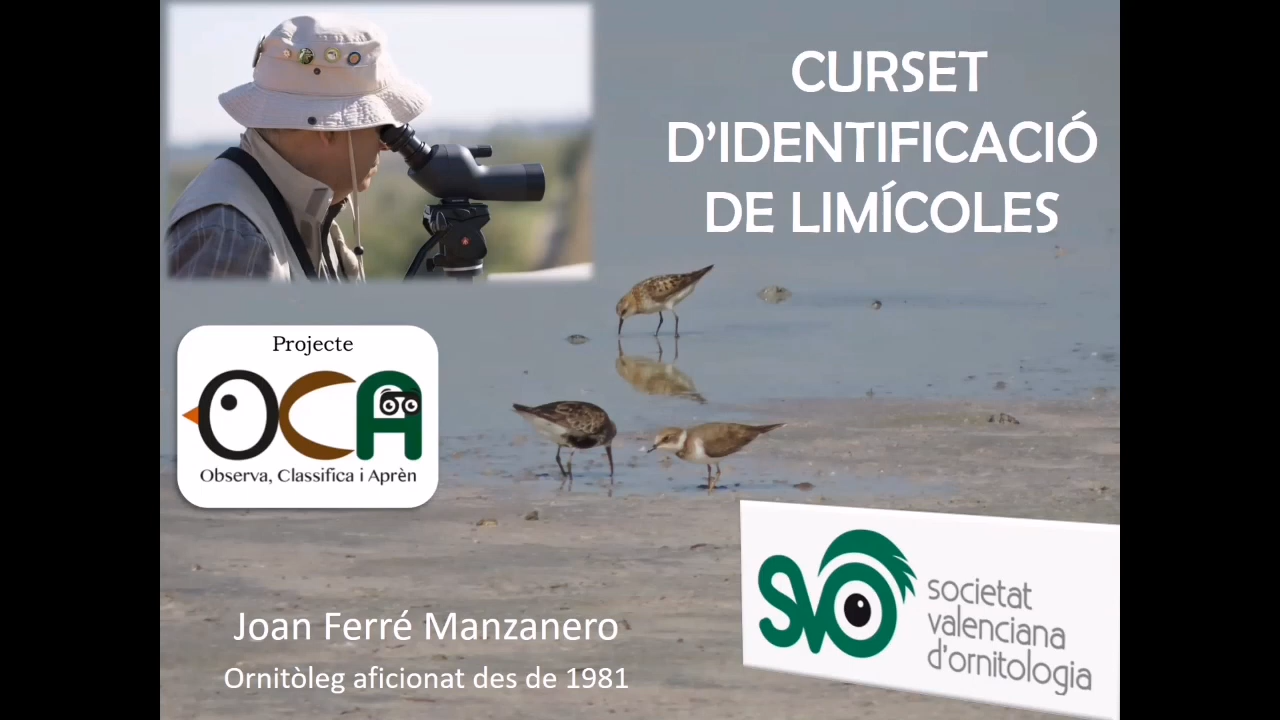 CURSET
D'IDENTIFICACIÓ
DE LIMÍCOLES
Projecte
OCA
Observa, Classifica i Aprèn
SVO
societat
valenciana
d'ornitologia
Joan Ferré Manzanero
Ornitòleg aficionat des de 1981